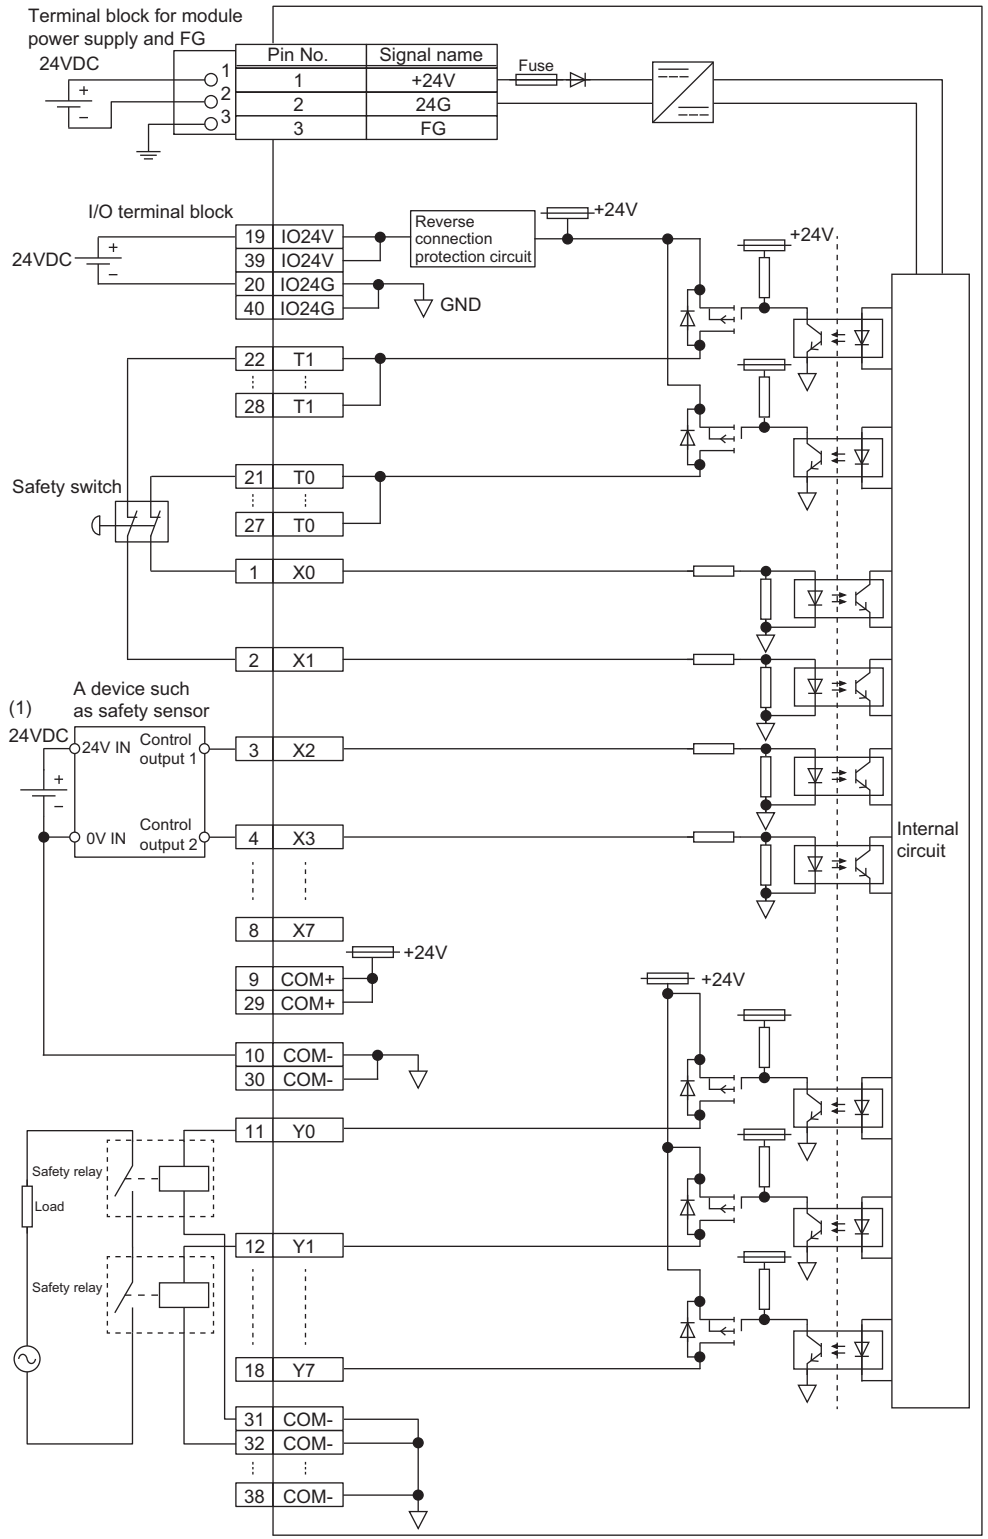 Terminal block for module
power supply and FG
24VDC
+
−
1
2
3
Pin No. Signal name
1 +24V
2 24G
3 FG
Fuse
I/O terminal block
24VDC
+
−
19 IO24V
39 IO24V
20 IO24G
40 IO24G
Reverse
connection
protection circuit
+24V
+24V
GND
22 T1
28 T1
21 T0
27 T0
Safety switch
1 X0
2 X1
A device such
as safety sensor
(1)
24VDC
+
−
24V IN
Control
output 1
0V IN
Control
output 2
3 X2
4 X3
8 X7
Internal
circuit
+24V
9 COM+
29 COM+
+24V
10 COM-
30 COM-
11 Y0
Safety relay
Load
12 Y1
Safety relay
18 Y7
31 COM-
32 COM-
38 COM-